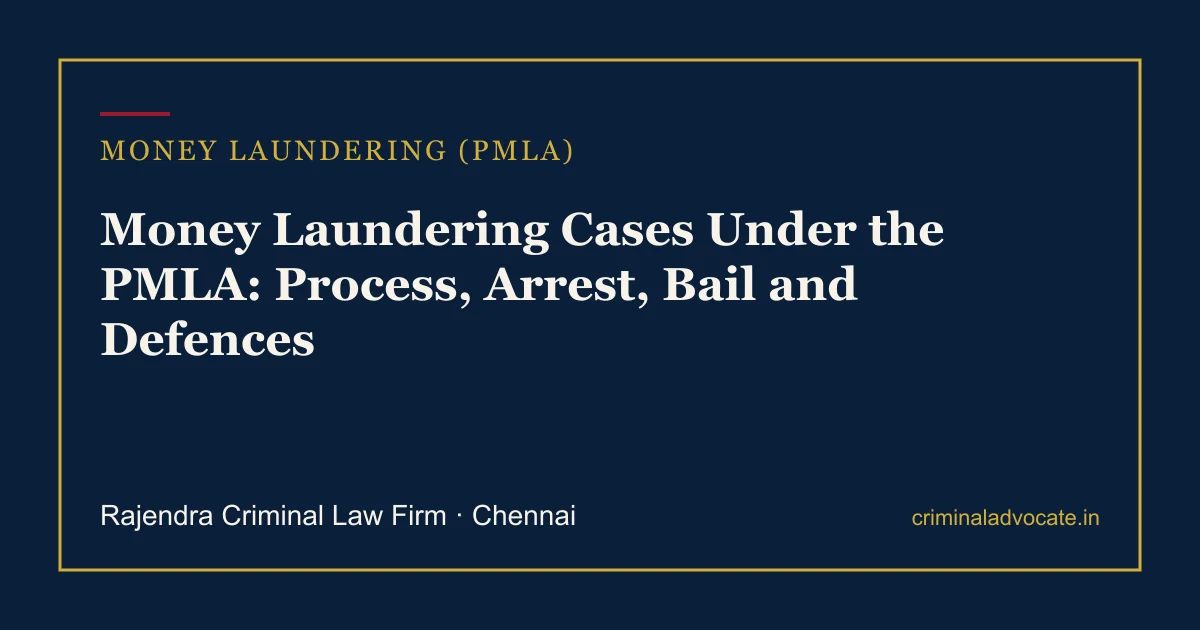 MONEY LAUNDERING (PMLA)
Money Laundering Cases Under the
PMLA: Process, Arrest, Bail and
Defences
Rajendra Criminal Law Firm · Chennai
criminaladvocate.in